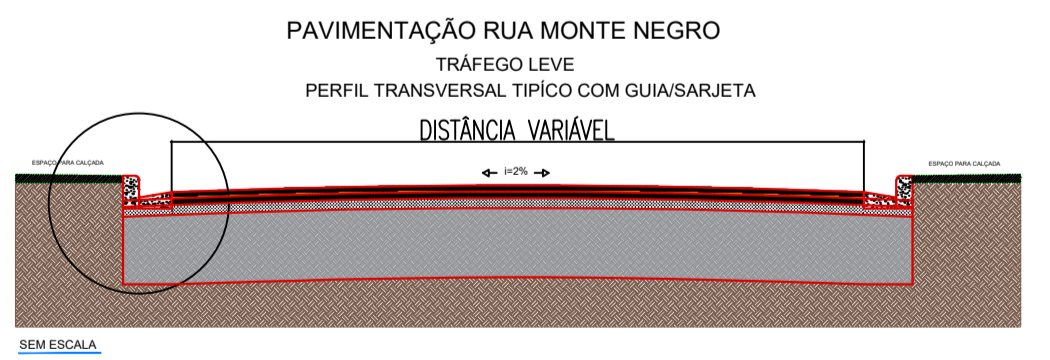 PAVIMENTAÇÃO RUA MONTE NEGRO
TRÁFEGO LEVE
PERFIL TRANSVERSAL TIPÍCO COM GUIA/SARJETA
DISTÂNCIA VARIÁVEL
ESPAÇO PARA CALÇADA
i=2%
ESPAÇO PARA CALÇADA
SEM ESCALA